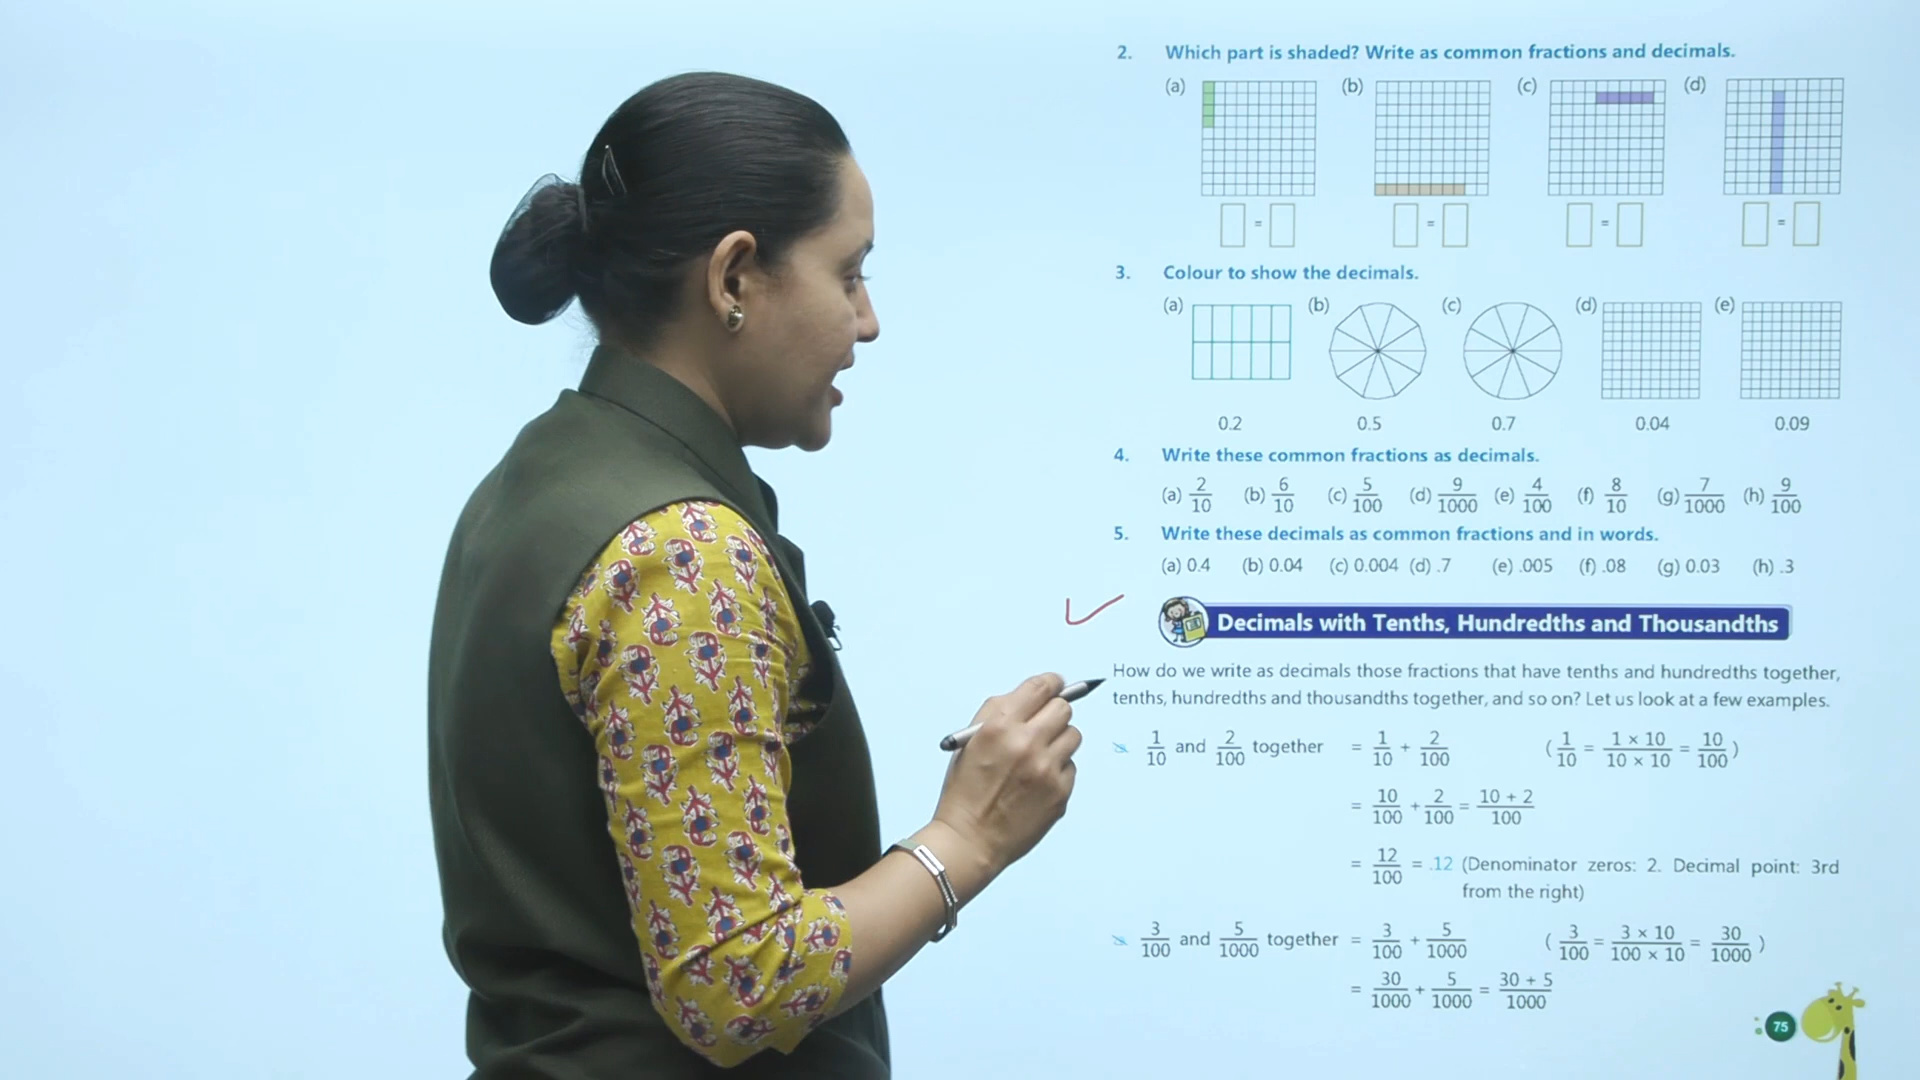 2. Which part is shaded? Write as common fractions and decimals.
(a) (b) (c) (d)
= = = =
3. Colour to show the decimals.
(a) (b) (c) (d) (e)
0.2 0.5 0.7 0.04 0.09
4. Write these common fractions as decimals.
(a) 2/10 (b) 6/10 (c) 5/100 (d) 9/1000 (e) 4/100 (f) 8/10 (g) 7/1000 (h) 9/100
5. Write these decimals as common fractions and in words.
(a) 0.4 (b) 0.04 (c) 0.004 (d) .7 (e) .005 (f) .08 (g) 0.03 (h) .3
Decimals with Tenths, Hundredths and Thousandths
How do we write as decimals those fractions that have tenths and hundredths together,
tenths, hundredths and thousandths together, and so on? Let us look at a few examples.
1/10 and 2/100 together = 1/10 + 2/100 ( 1/10 = 1 × 10/10 × 10 = 10/100 )
= 10/100 + 2/100 = 10 + 2/100
= 12/100 = .12 (Denominator zeros: 2. Decimal point: 3rd
from the right)
3/100 and 5/1000 together = 3/100 + 5/1000 ( 3/100 = 3 × 10/100 × 10 = 30/1000 )
= 30/1000 + 5/1000 = 30 + 5/1000
75